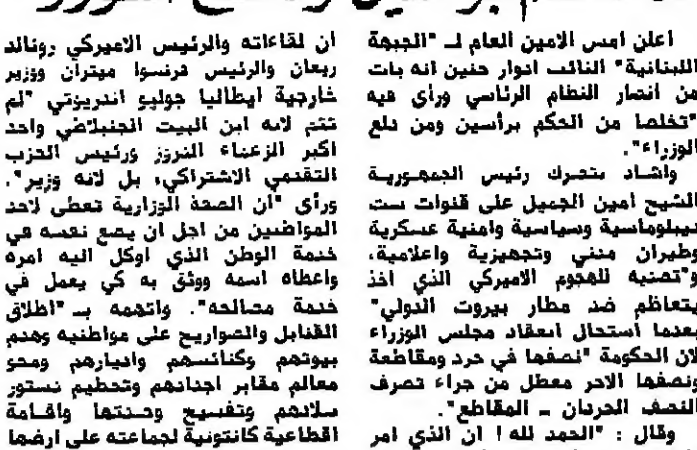 اعلن امس الامين العام لـ "الجبهة
اللبنانية" النائب ادوار حنين انه بات
من انصار النظام الرئاسي ورأى فيه
"تخلصا من الحكم برأسين ومن دلع
الوزراء".
واشاد بتحرك رئيس الجمهورية
الشيخ امين الجميل على قنوات ست
ديبلوماسية وسياسية وامنية عسكرية
وطيران مدني وتجهيزية واعلامية،
و"تصديه للهجوم الاميركي الذي اخذ
يتعاظم ضد مطار بيروت الدولي"
بعدما استحال انعقاد مجلس الوزراء
لان الحكومة "نصفها في حرد ومقاطعة
ونصفها الاخر معطل من جراء تصرف
النصف الحردان ـ المقاطع".
وقال : "الحمد لله ! ان الذي امر
ان لقاءاته والرئيس الاميركي رونالد
ريغان والرئيس فرنسوا ميتران ووزير
خارجية ايطاليا جوليو اندريوتي "لم
تتم لانه ابن البيت الجنبلاطي واحد
اكبر الزعماء الدروز ورئيس الحزب
التقدمي الاشتراكي، بل لانه وزير".
ورأى "ان الصفة الوزارية تعطى لاحد
المواطنين من اجل ان يضع نفسه في
خدمة الوطن الذي اوكل اليه امره
واعطاه اسمه ووثق به كي يعمل في
خدمة مصالحه". واتهمه بـ "اطلاق
القنابل والصواريخ على مواطنيه وهدم
بيوتهم وكنائسهم واديارهم ومحو
معالم مقابر اجدادهم وتحطيم دستور
بلادهم وتفسيخ وحدتها واقامة
اقطاعية كانتونية لجماعته على ارضها